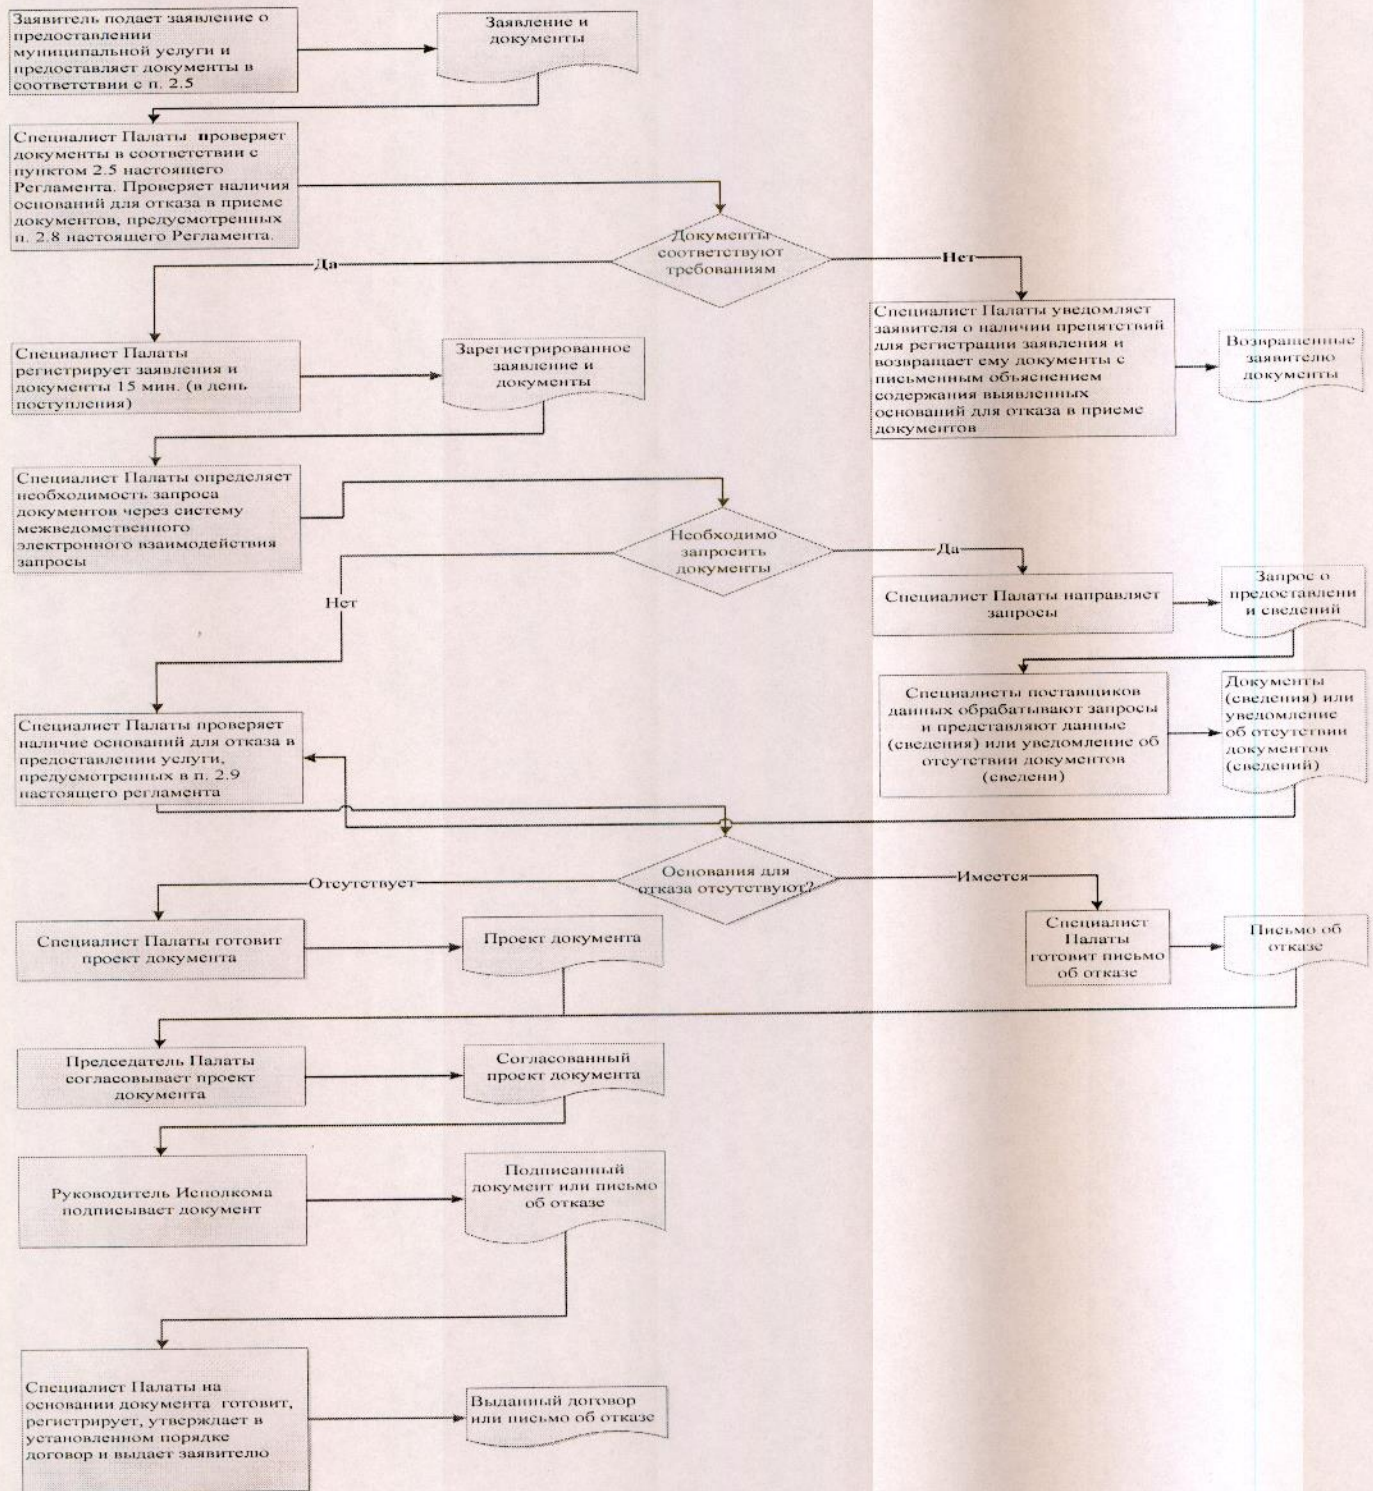 Заявитель подает заявление о
предоставлении
муниципальной услуги и
предоставляет документы в
соответствии с п. 2.5
Заявление и
документы
Специалист Палаты проверяет
документы в соответствии с
пунктом 2.5 настоящего
Регламента. Проверяет наличия
оснований для отказа в приеме
документов, предусмотренных
п. 2.8 настоящего Регламента.
Документы
соответствуют
требованиям
Да
Нет
Специалист Палаты
регистрирует заявления и
документы 15 мин. (в день
поступления)
Зарегистрированное
заявление и
документы
Специалист Палаты уведомляет
заявителя о наличии препятствий
для регистрации заявления и
возвращает ему документы с
письменным объяснением
содержания выявленных
оснований для отказа в приеме
документов
Возвращенные
заявителю
документы
Специалист Палаты определяет
необходимость запроса
документов через систему
межведомственного
электронного взаимодействия
запросы
Необходимо
запросить
документы
Да
Нет
Специалист Палаты направляет
запросы
Запрос о
предоставлени
и сведений
Специалисты поставщиков
данных обрабатывают запросы
и представляют данные
(сведения) или уведомление об
отсутствии документов
(сведени)
Документы
(сведения) или
уведомление
об отсутствии
документов
(сведений)
Специалист Палаты проверяет
наличие оснований для отказа в
предоставлении услуги,
предусмотренных в п. 2.9
настоящего регламента
Основания для
отказа отсутствуют?
Отсутствует
Имеется
Специалист Палаты готовит
проект документа
Проект документа
Специалист
Палаты
готовит письмо
об отказе
Письмо об
отказе
Председатель Палаты
согласовывает проект
документа
Согласованный
проект документа
Руководитель Исполкома
подписывает документ
Подписанный
документ или письмо
об отказе
Специалист Палаты на
основании документа готовит,
регистрирует, утверждает в
установленном порядке
договор и выдает заявителю
Выданный договор
или письмо об отказе